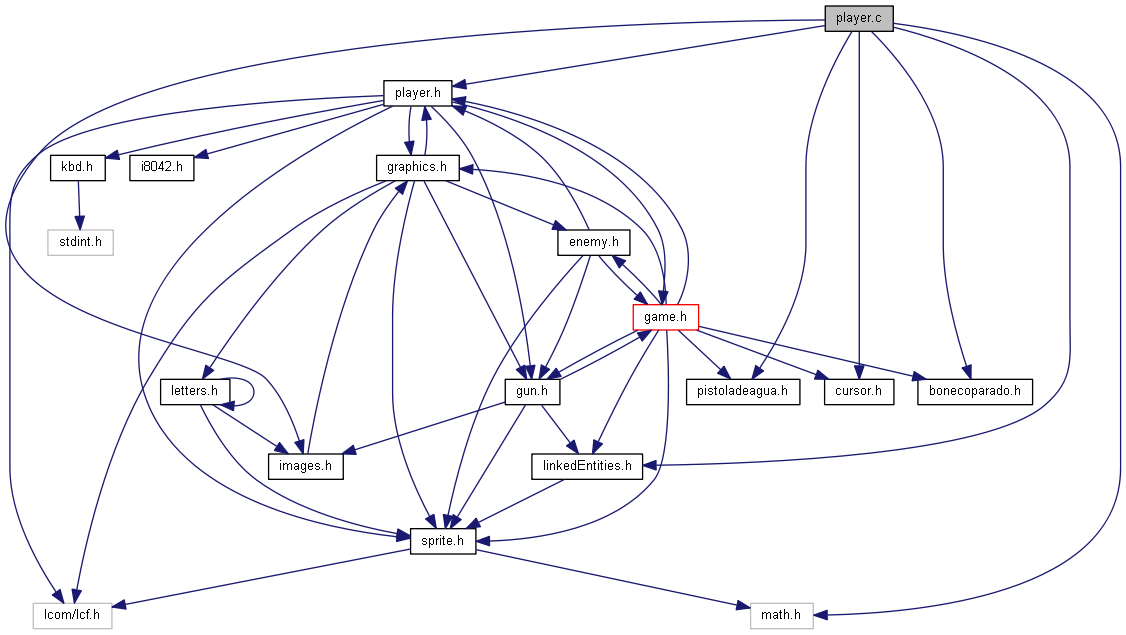 player.c
player.h
kbd.h
i8042.h
graphics.h
stdint.h
enemy.h
game.h
letters.h
gun.h
pistoladeagua.h
cursor.h
bonecoparado.h
images.h
linkedEntities.h
sprite.h
lcom/lcf.h
math.h